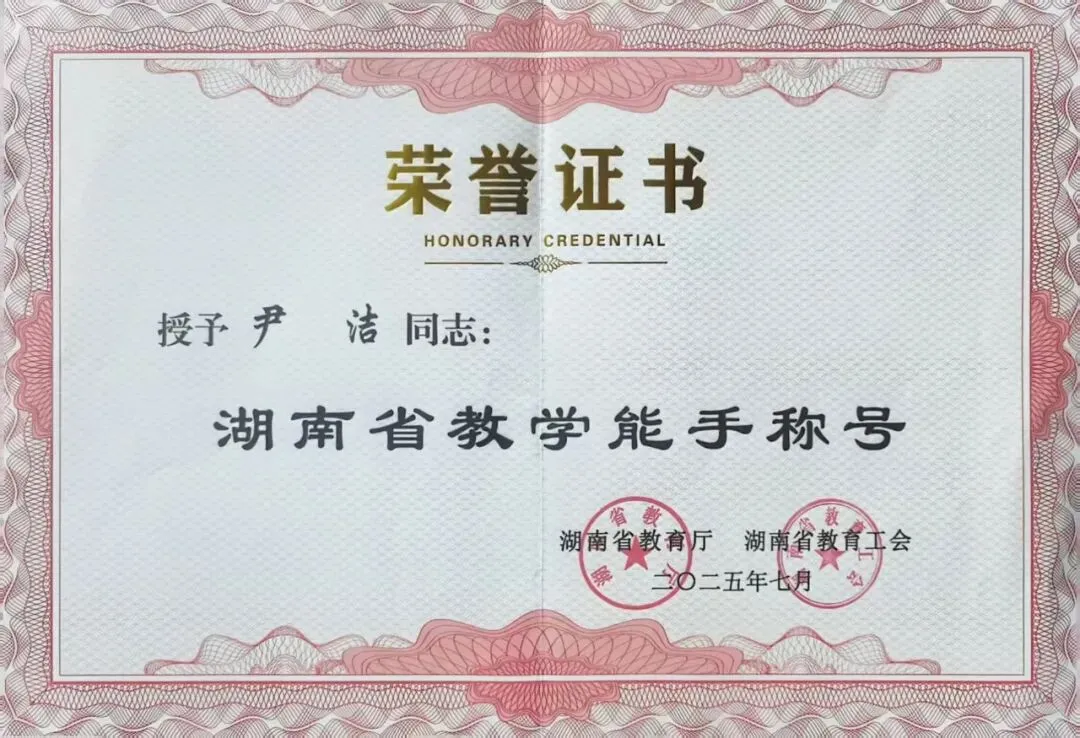 荣誉证书
HONORARY CREDENTIAL
授予 尹 洁 同志：
湖南省教学能手称号
湖南省教育厅 湖南省教育工会
二〇二五年七月